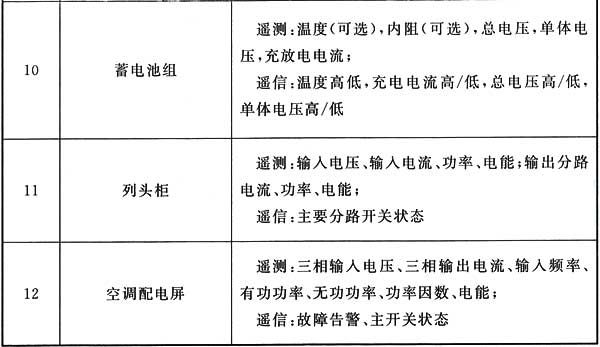 10
蓄电池组
遥测:温度(可选),内阻(可选),总电压,单体电
压,充放电电流;
遥信:温度高低,充电电流高/低,总电压高/低,
单体电压高/低
11
列头柜
遥测:输入电压、输入电流、功率、电能;输出分路
电流、功率、电能;
遥信:主要分路开关状态
12
空调配电屏
遥测:三相输入电压、三相输出电流、输入频率、
有功功率、无功功率、功率因数、电能;
遥信:故障告警、主开关状态